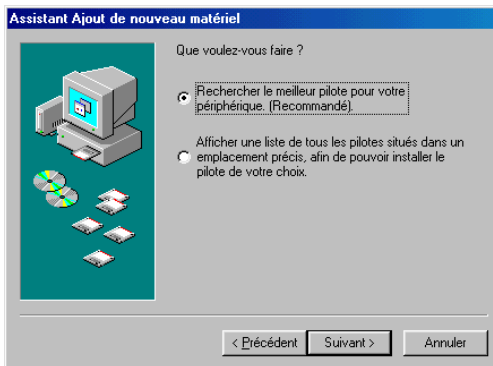 Assistant Ajout de nouveau matériel
Que voulez-vous faire ?
Rechercher le meilleur pilote pour votre
périphérique. (Recommandé).
Afficher une liste de tous les pilotes situés dans un
emplacement précis, afin de pouvoir installer le
pilote de votre choix.
< Précédent
Suivant >
Annuler